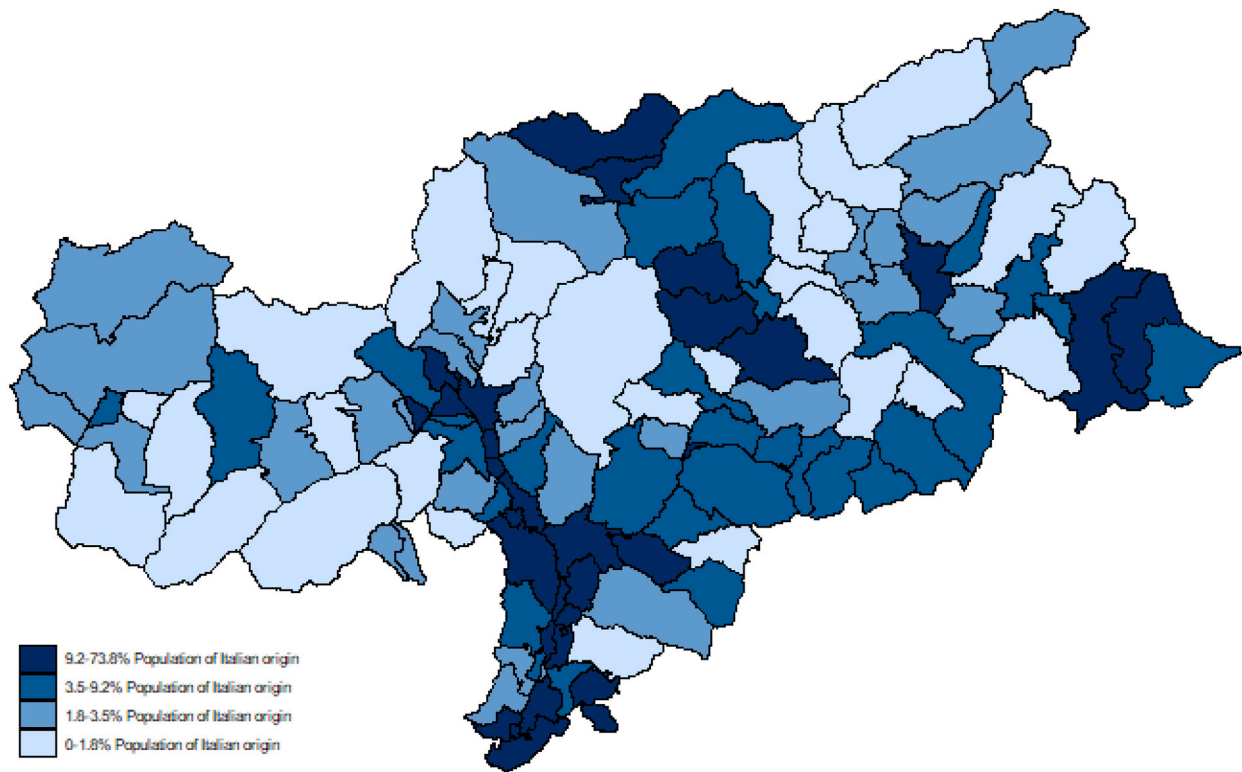 9.2-73.8% Population of Italian origin
3.5-9.2% Population of Italian origin
1.8-3.5% Population of Italian origin
0-1.8% Population of Italian origin